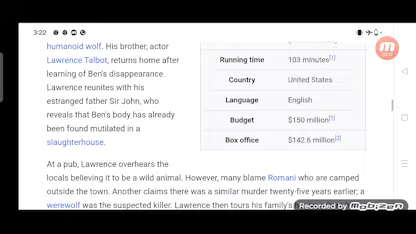 3:22
humanoid wolf. His brother, actor
Lawrence Talbot, returns home after
learning of Ben's disappearance.
Lawrence reunites with his
estranged father Sir John, who
reveals that Ben's body has already
been found mutilated in a
slaughterhouse.
Running time 103 minutes[1]
Country United States
Language English
Budget $150 million[1]
Box office $142.6 million[2]
At a pub, Lawrence overhears the
locals believing it to be a wild animal. However, many blame Romani who are camped
outside the town. Another claims there was a similar murder twenty-five years earlier; a
werewolf was the suspected killer. Lawrence then tours his family's
Recorded by Mobizen